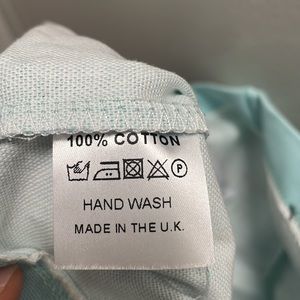 100% COTTON
P
HAND WASH
MADE IN THE U.K.